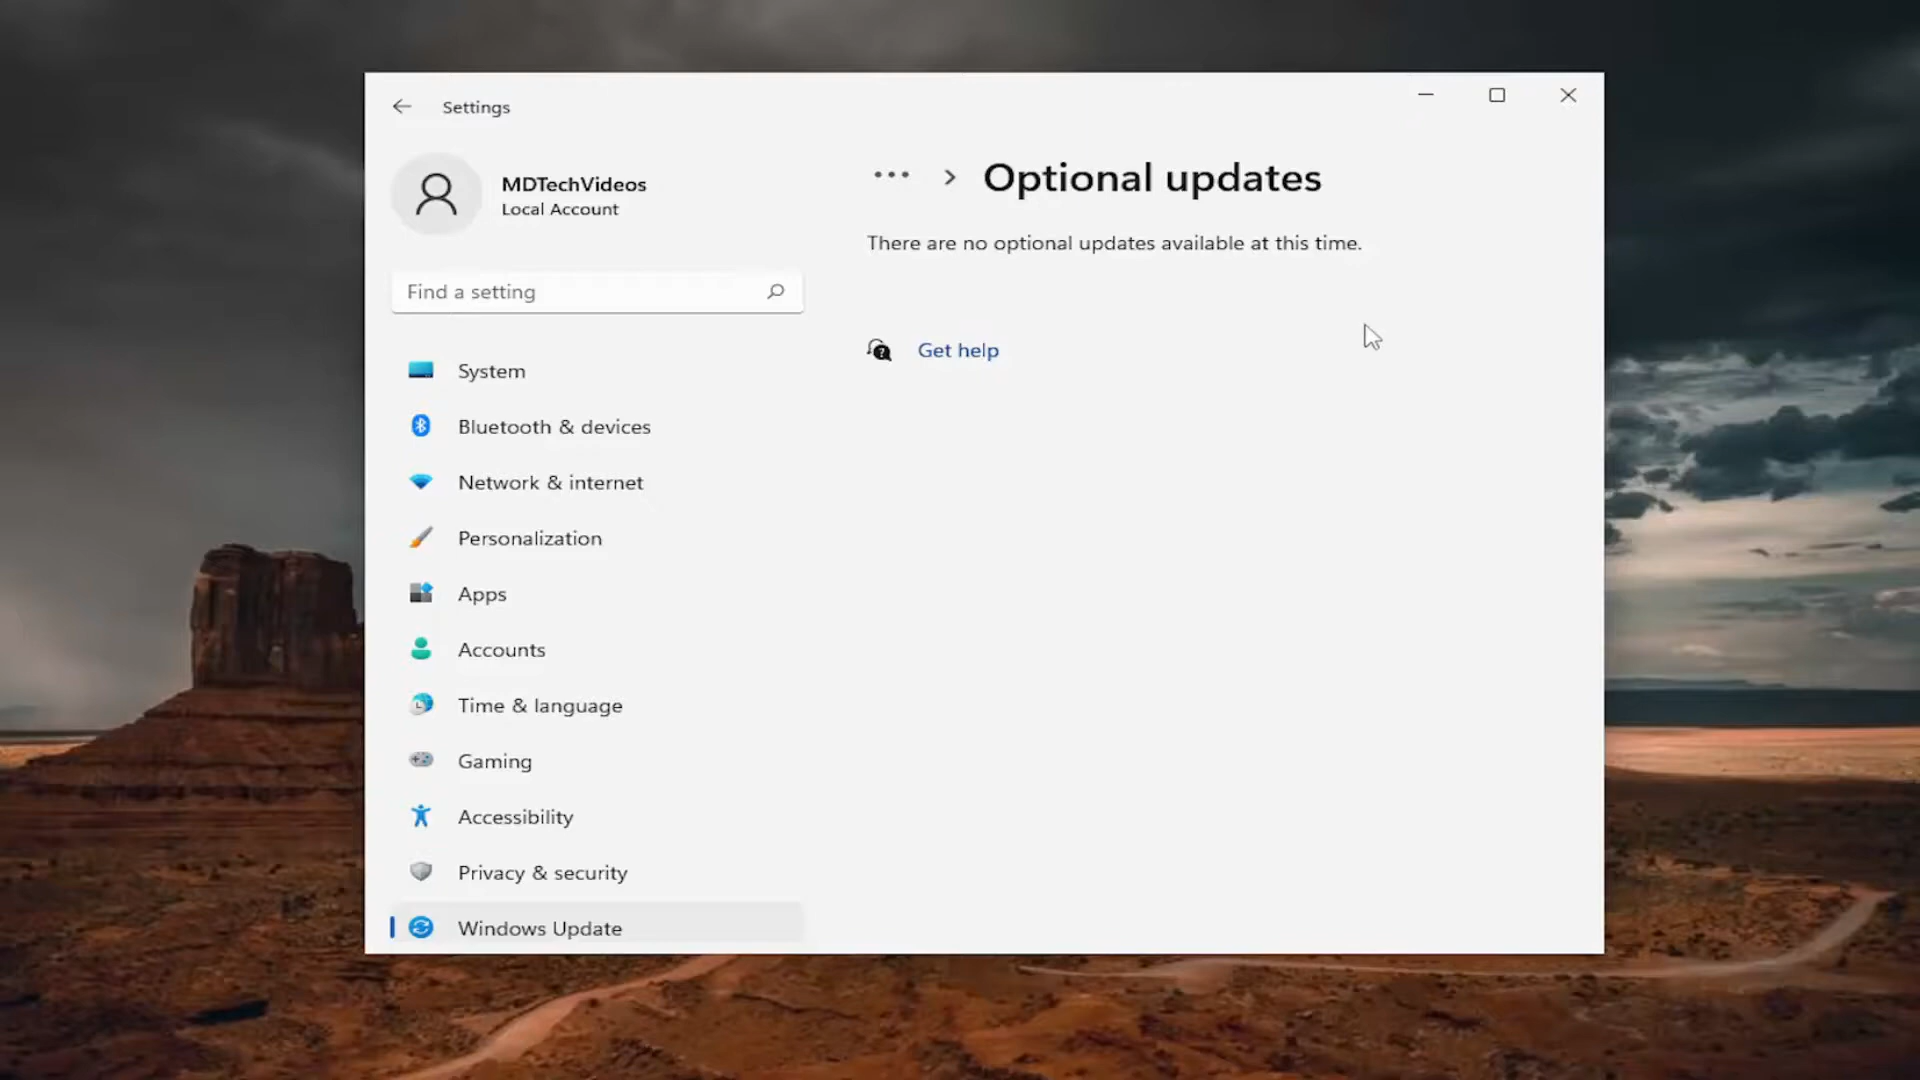 Settings
MDTechVideos
Local Account
Find a setting
System
Bluetooth & devices
Network & internet
Personalization
Apps
Accounts
Time & language
Gaming
Accessibility
Privacy & security
Windows Update
Optional updates
There are no optional updates available at this time.
Get help